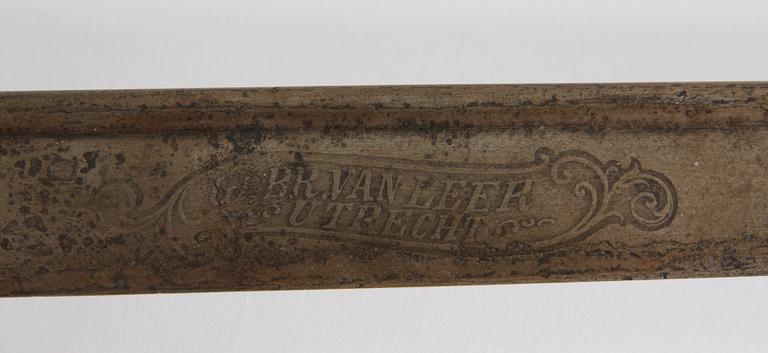 BR. VAN LEER
UTRECHT